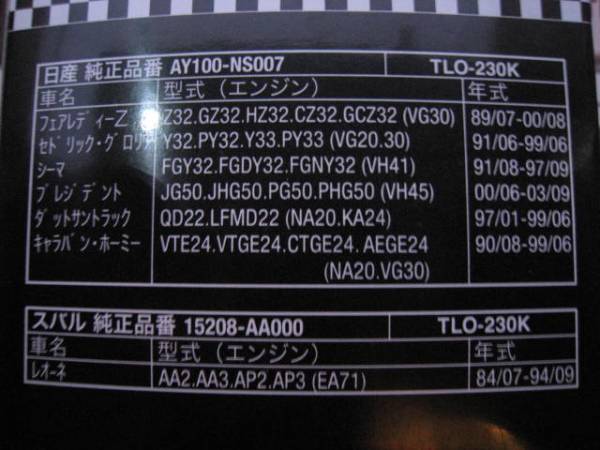 日産 純正品番 AY100-NS007 TLO-230K
車名 型式（エンジン） 年式
フェアレディーZ Z32.GZ32.HZ32.CZ32.GCZ32 (VG30) 89/07-00/08
セドリック・グロリア Y32.PY32.Y33.PY33 (VG20.30) 91/06-99/06
シーマ FGY32.FGDY32.FGNY32 (VH41) 91/08-97/09
プレジデント JG50.JHG50.PG50.PHG50 (VH45) 00/06-03/09
ダットサントラック QD22.LFMD22 (NA20.KA24) 97/01-99/06
キャラバン・ホーミー VTE24.VTGE24.CTGE24.AEGE24 90/08-99/06
(NA20.VG30)
スバル 純正品番 15208-AA000 TLO-230K
車名 型式（エンジン） 年式
レオーネ AA2.AA3.AP2.AP3 (EA71) 84/07-94/09